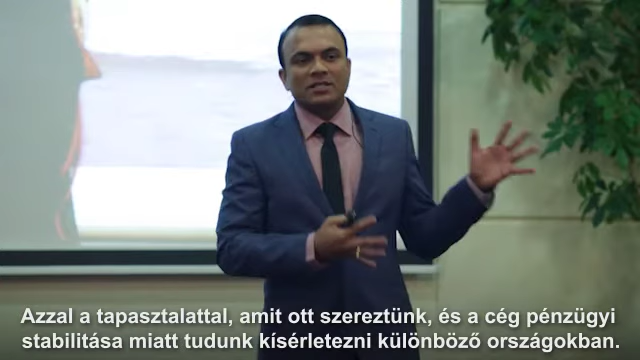 Azzal a tapasztalattal, amit ott szereztünk, és a cég pénzügyi
stabilitása miatt tudunk kísérletezni különböző országokban.